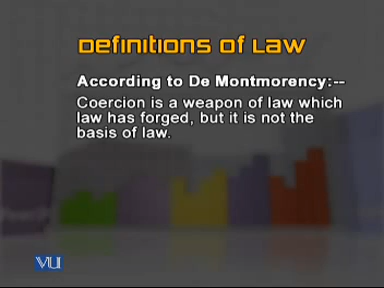 Definitions of Law
According to De Montmorency:--
Coercion is a weapon of law which
law has forged, but it is not the
basis of law.
VU